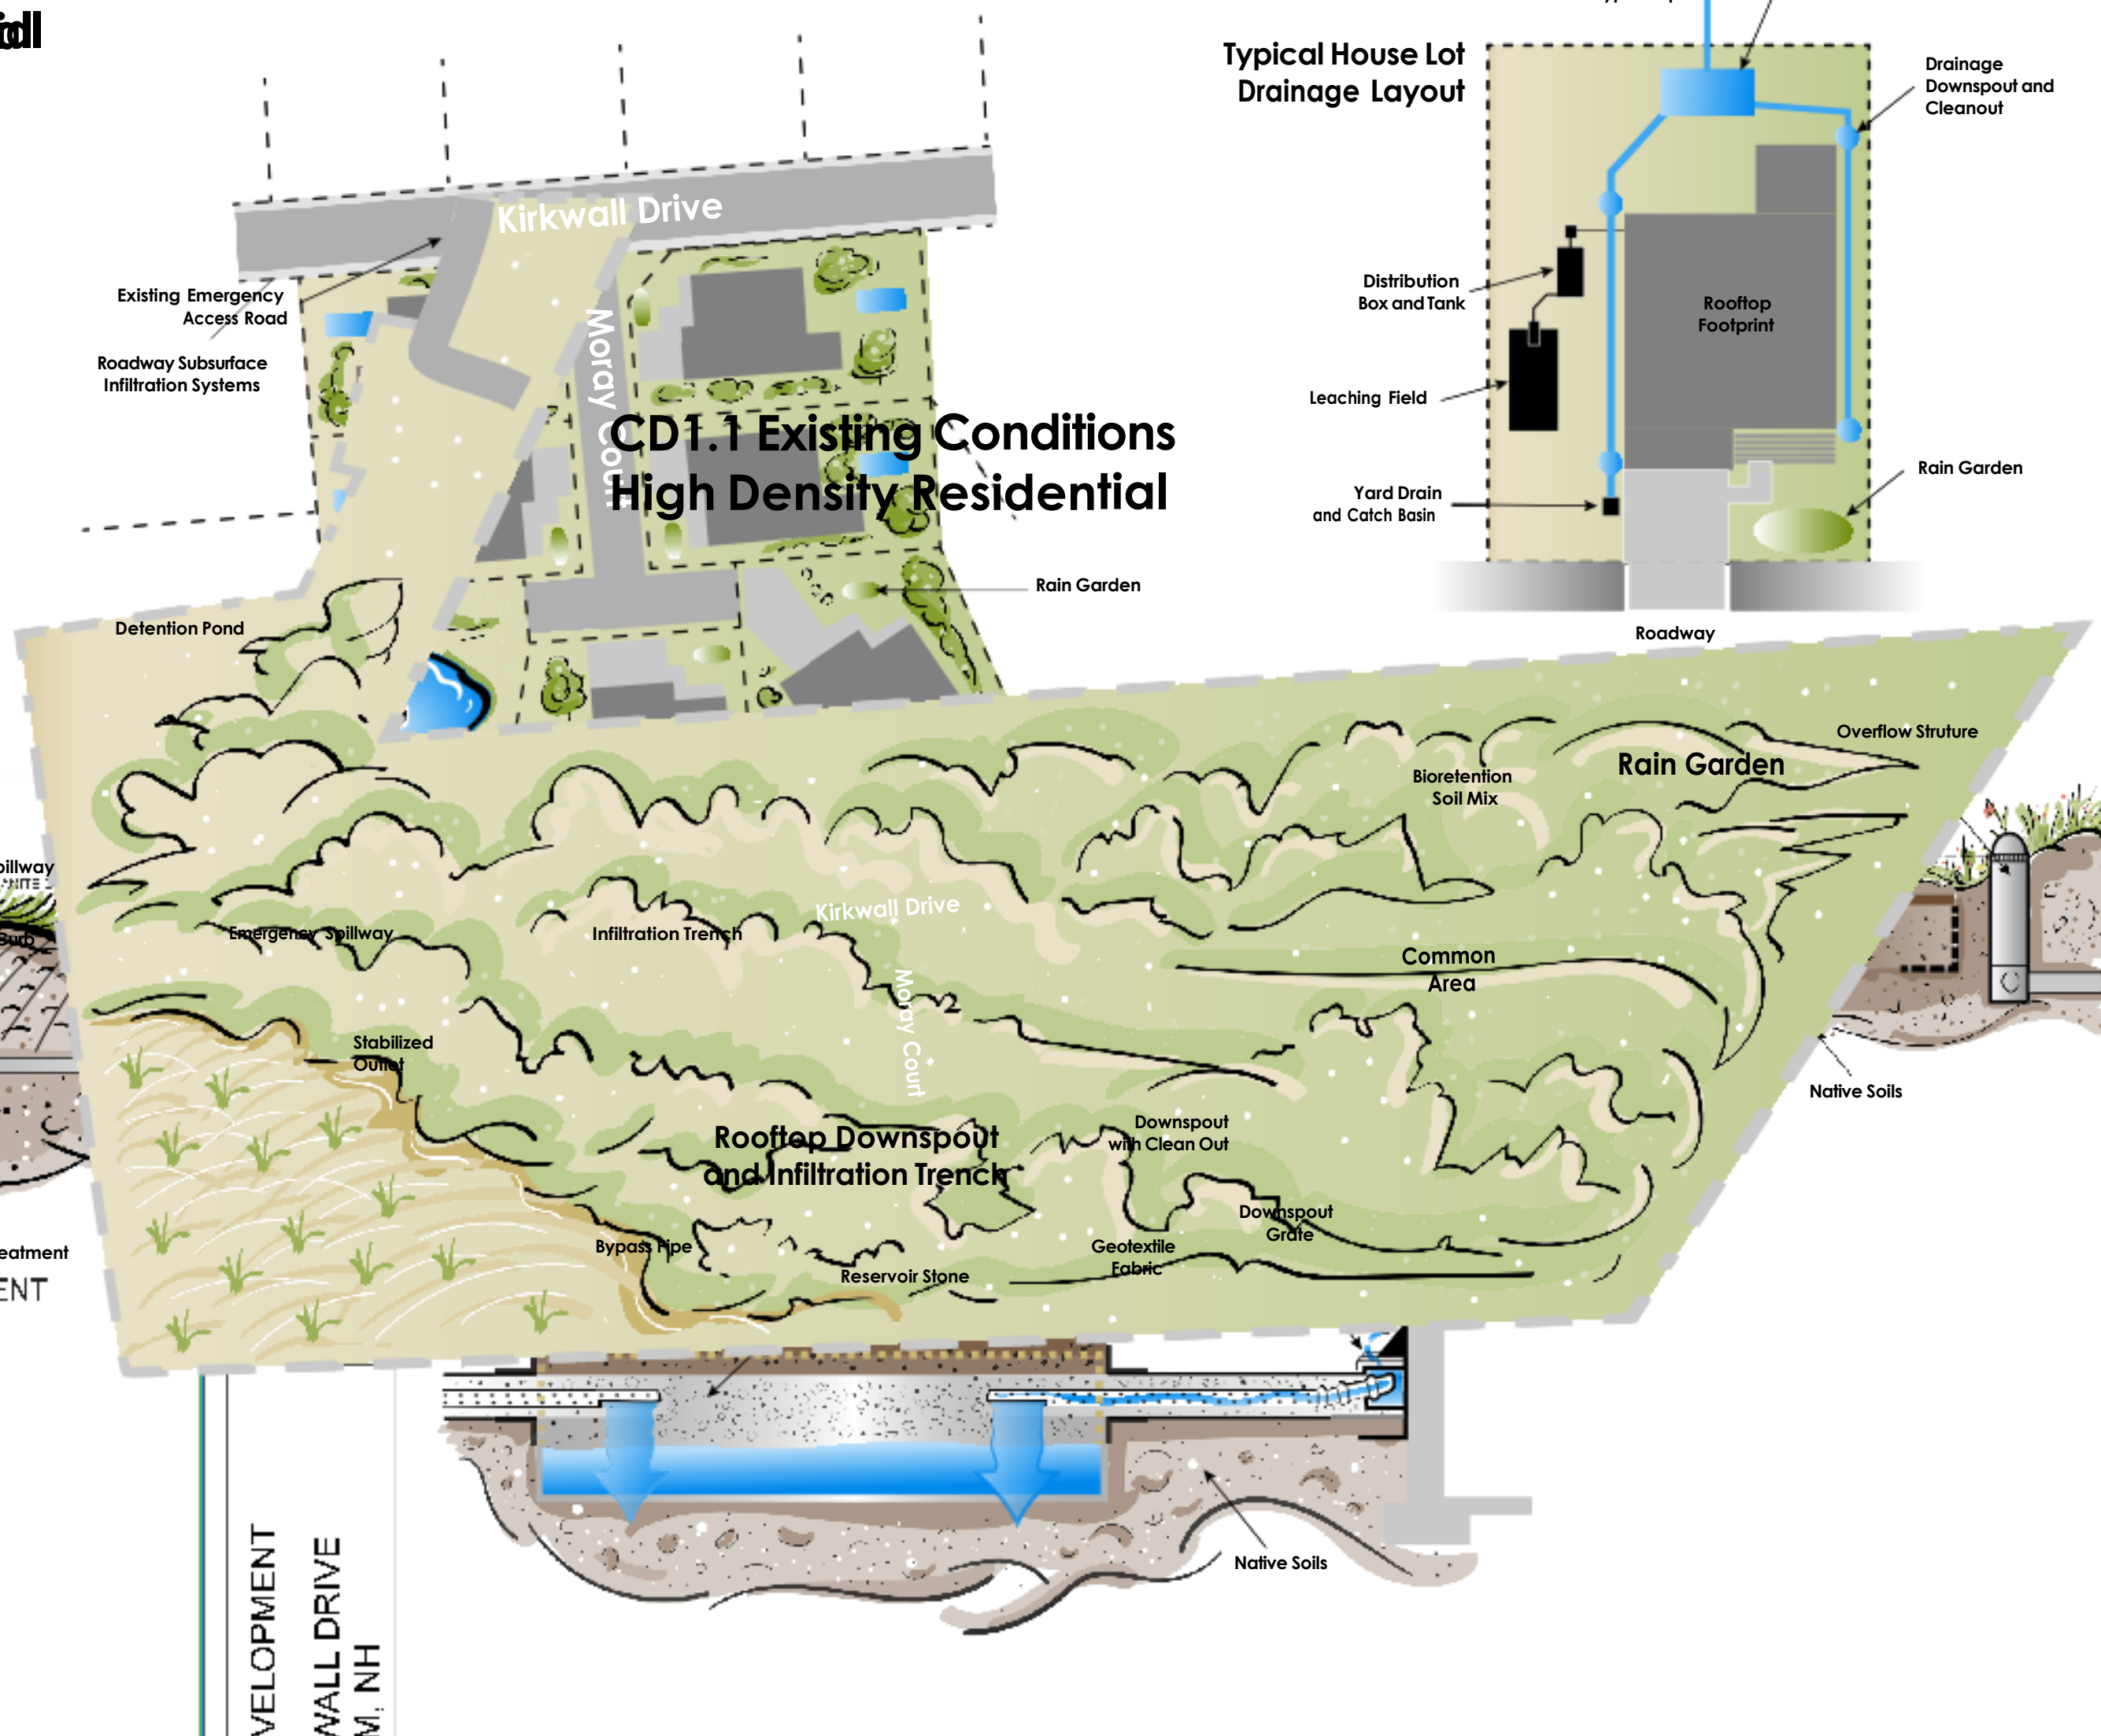 Typical House Lot
Drainage Layout
Drainage
Downspout and
Cleanout
Kirkwall Drive
Existing Emergency
Access Road
Roadway Subsurface
Infiltration Systems
Moray Court
CD1.1 Existing Conditions
High Density Residential
Distribution
Box and Tank
Rooftop
Footprint
Leaching Field
Yard Drain
and Catch Basin
Rain Garden
Rain Garden
Roadway
Detention Pond
Overflow Struture
Rain Garden
Bioretention
Soil Mix
pillway
Curb
Emergency Spillway
Infiltration Trench
Kirkwall Drive
Common
Area
Moray Court
Stabilized
Outlet
Native Soils
Rooftop Downspout
and Infiltration Trench
Downspout
with Clean Out
Downspout
Grate
Bypass Pipe
Geotextile
Fabric
Reservoir Stone
eatment
ENT
Native Soils
VELOPMENT
WALL DRIVE
M, NH